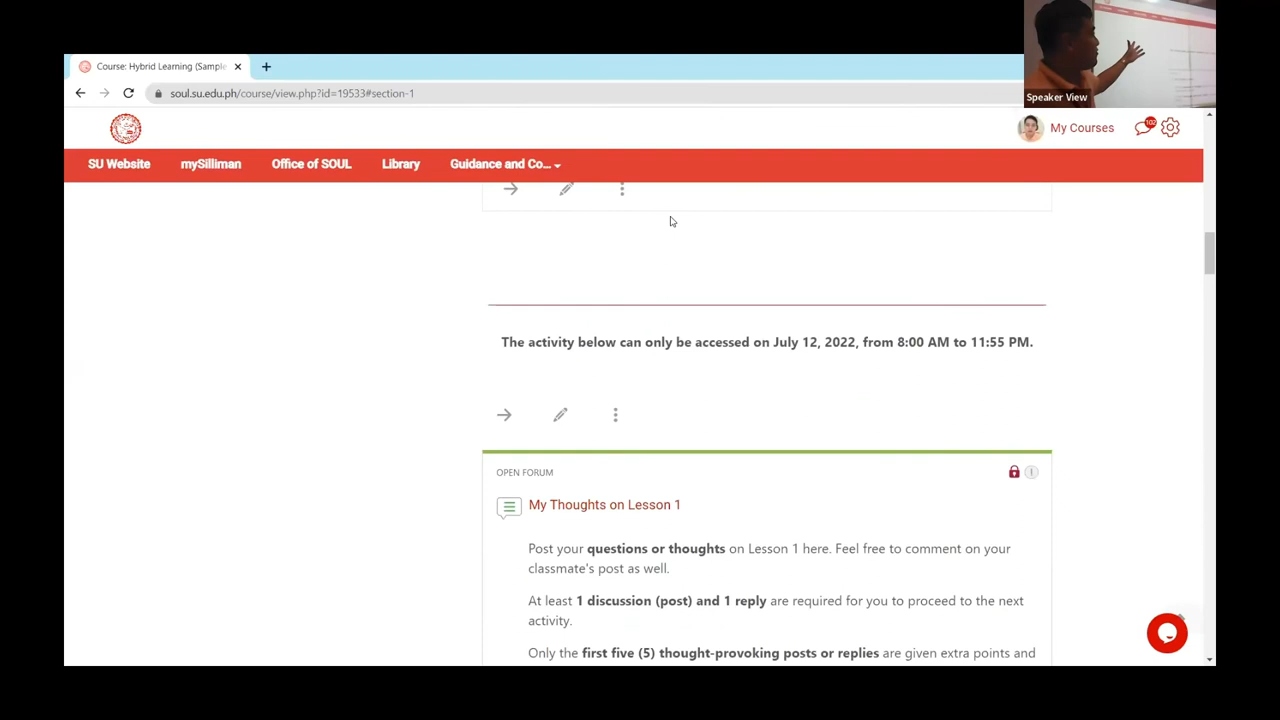 Course: Hybrid Learning (Sample
soul.su.edu.ph/course/view.php?id=19533#section-1
Speaker View
My Courses
102
SU Website
mySilliman
Office of SOUL
Library
Guidance and Co...
The activity below can only be accessed on July 12, 2022, from 8:00 AM to 11:55 PM.
OPEN FORUM
My Thoughts on Lesson 1
Post your questions or thoughts on Lesson 1 here. Feel free to comment on your
classmate's post as well.
At least 1 discussion (post) and 1 reply are required for you to proceed to the next
activity.
Only the first five (5) thought-provoking posts or replies are given extra points and